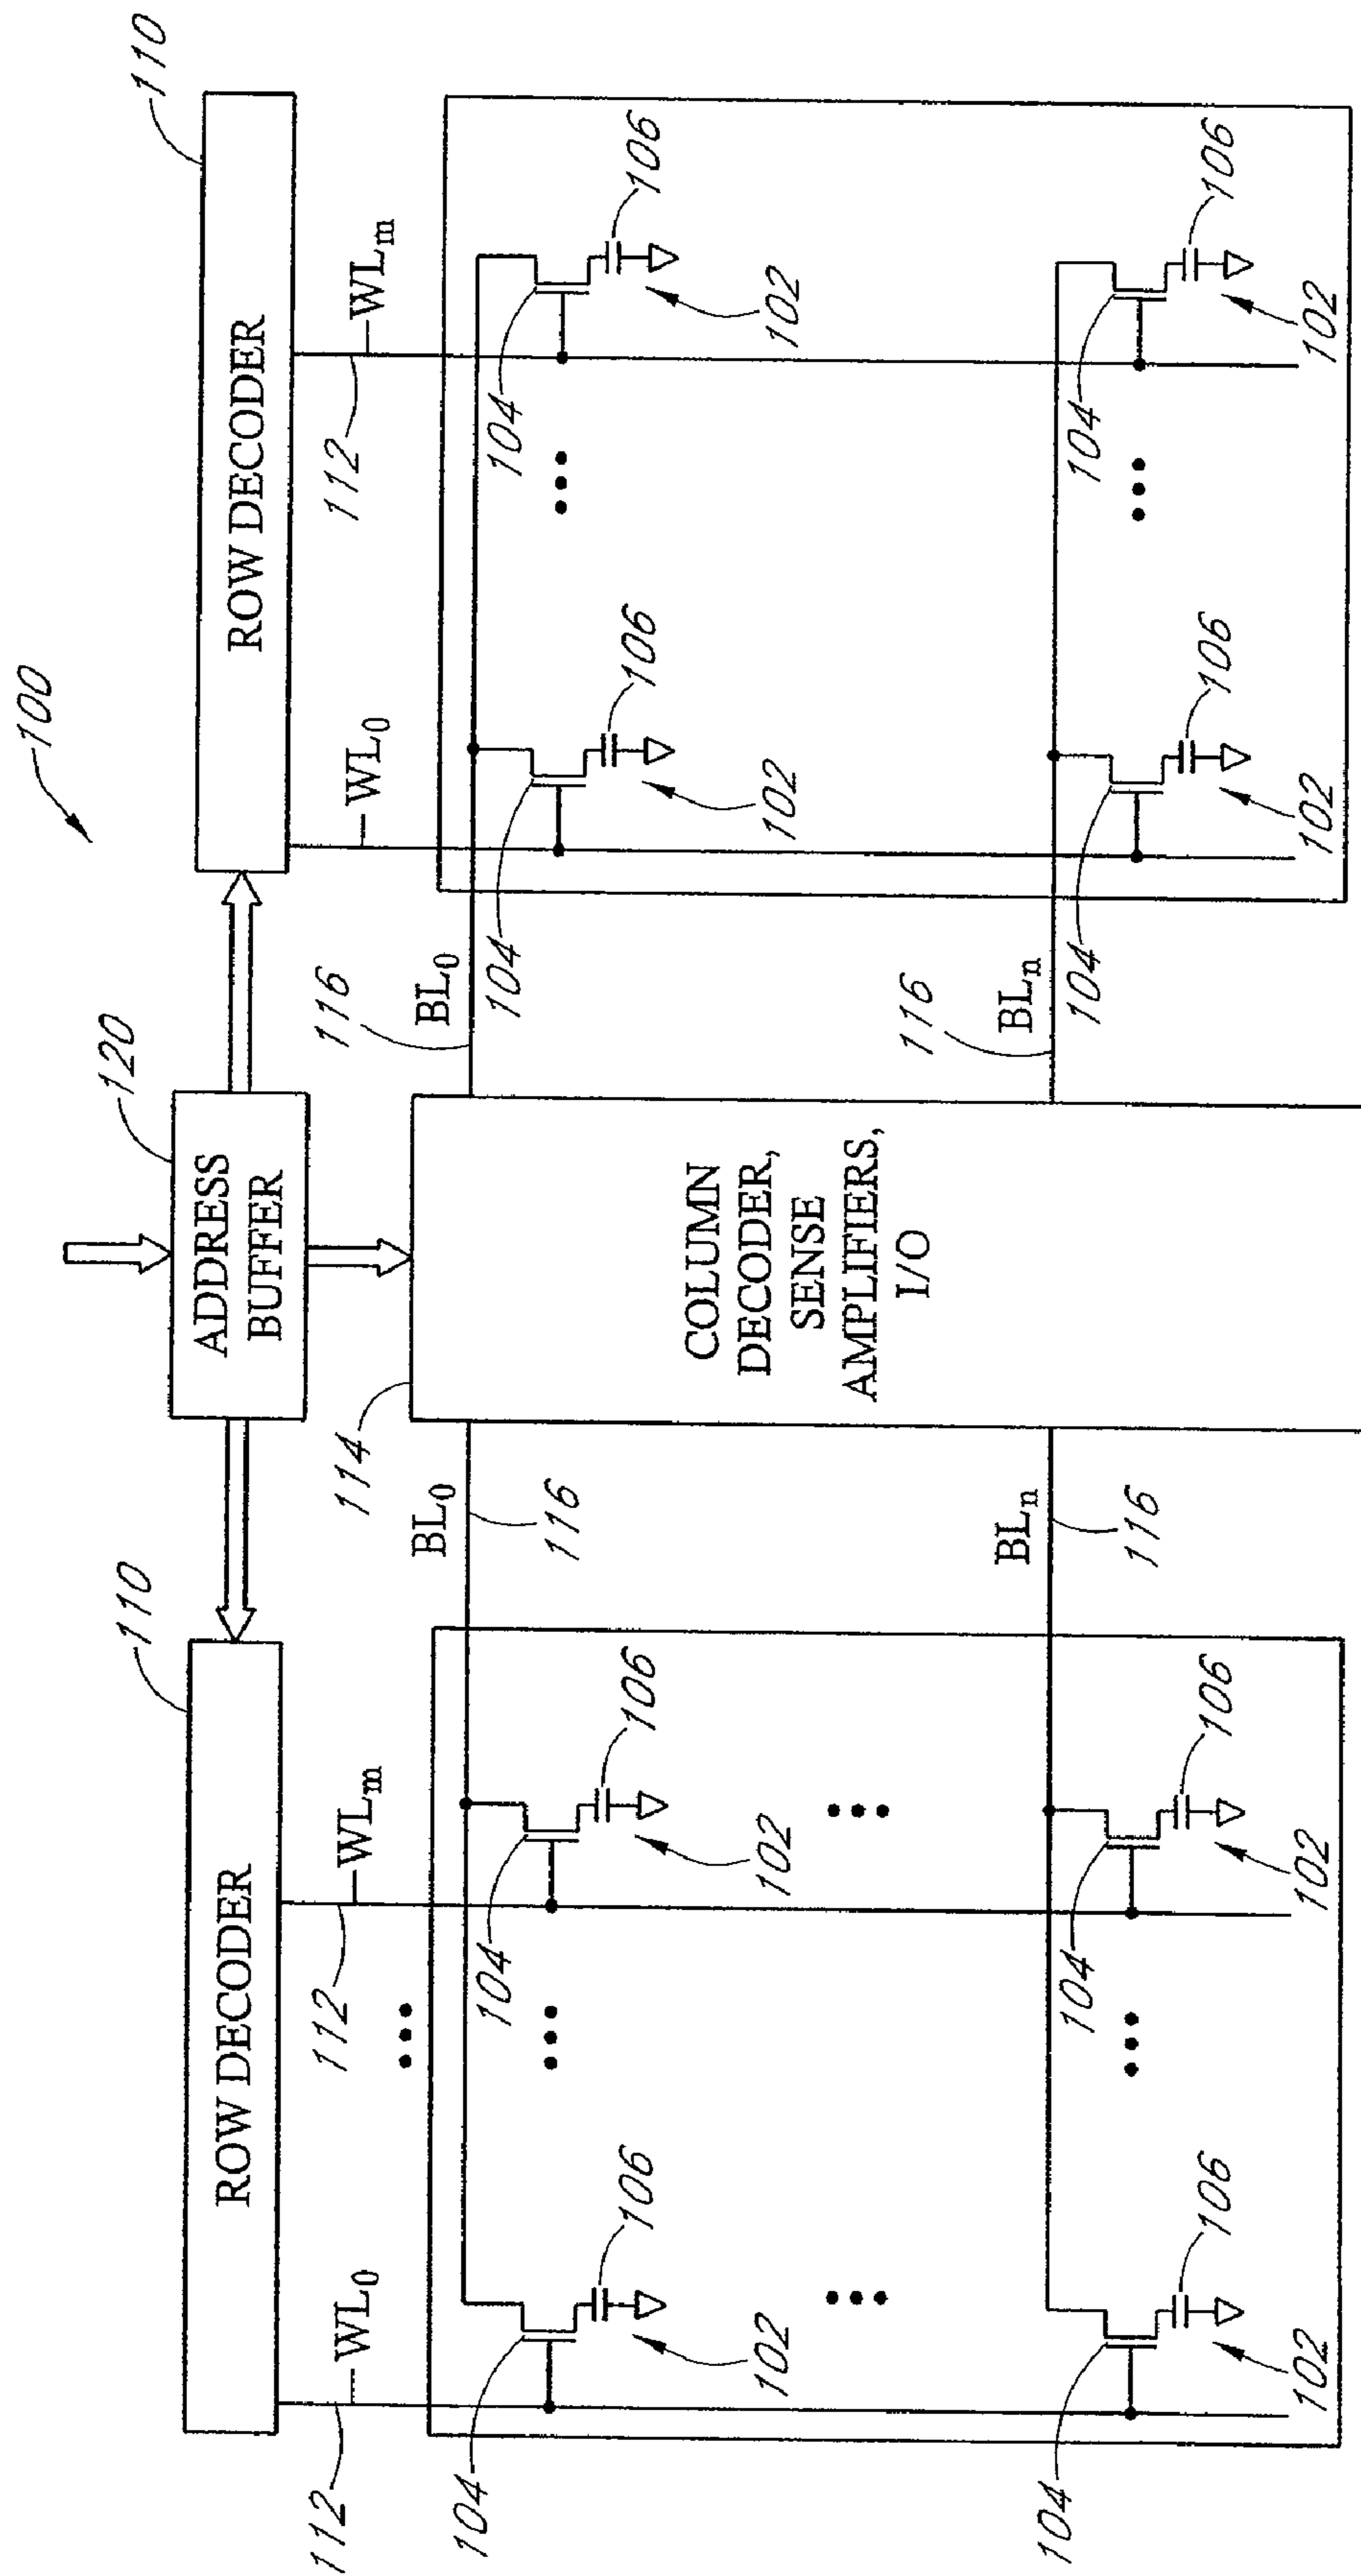 100
110
120
110
ROW DECODER
ADDRESS
BUFFER
ROW DECODER
112
WL0
112
WLm
114
WL0
112
WLm
BL0
116
116
BL0
104
106
104
106
104
106
104
106
102
102
102
102
COLUMN
DECODER,
SENSE
AMPLIFIERS,
I/O
BLn
116
116
BLn
104
106
104
106
104
106
104
106
102
102
102
102